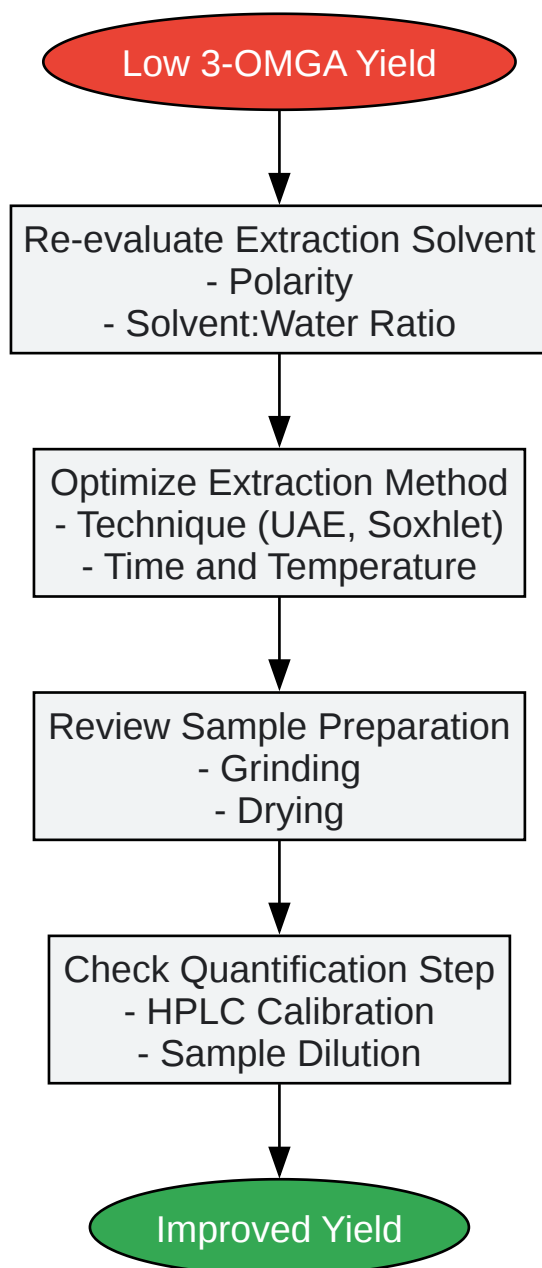 Low 3-OMGA Yield
Re-evaluate Extraction Solvent
- Polarity
- Solvent:Water Ratio
Optimize Extraction Method
- Technique (UAE, Soxhlet)
- Time and Temperature
Review Sample Preparation
- Grinding
- Drying
Check Quantification Step
- HPLC Calibration
- Sample Dilution
Improved Yield